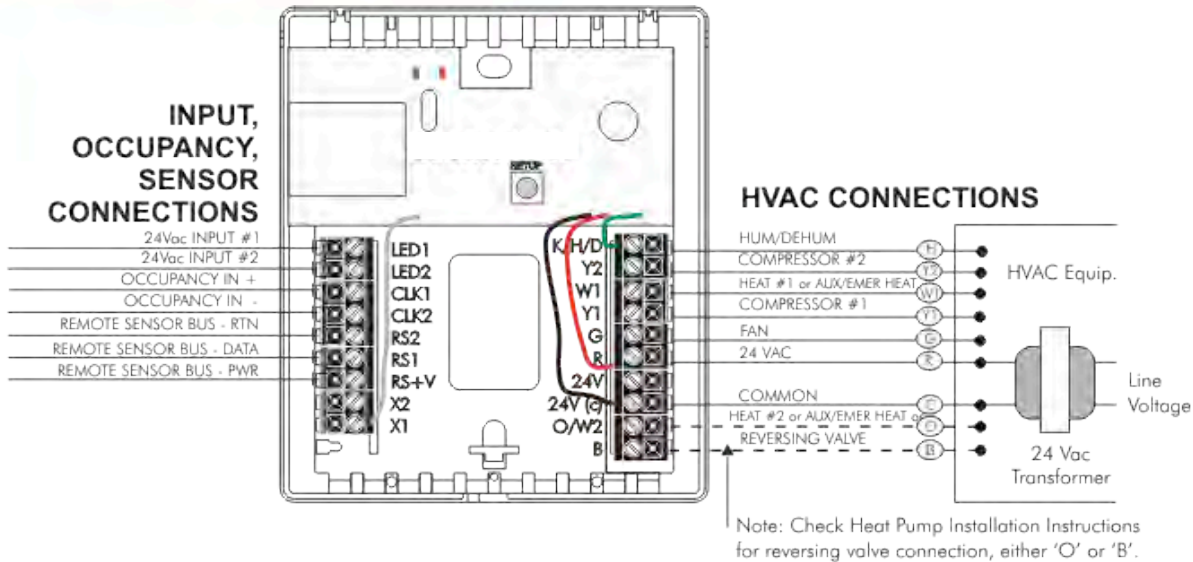 INPUT,
OCCUPANCY,
SENSOR
CONNECTIONS
24Vac INPUT #1
24Vac INPUT #2
OCCUPANCY IN +
OCCUPANCY IN -
REMOTE SENSOR BUS - RTN
REMOTE SENSOR BUS - DATA
REMOTE SENSOR BUS - PWR
SETUP
LED1
LED2
CLK1
CLK2
RS2
RS1
RS+V
X2
X1
K/H/D
Y2
W1
Y1
G
R
24V
24V (c)
O/W2
B
HVAC CONNECTIONS
HUM/DEHUM
COMPRESSOR #2
HEAT #1 or AUX/EMER HEAT
COMPRESSOR #1
FAN
24 VAC
COMMON
HEAT #2 or AUX/EMER HEAT or
REVERSING VALVE
H
Y2
W1
Y1
G
R
C
O
B
HVAC Equip.
Line
Voltage
24 Vac
Transformer
Note: Check Heat Pump Installation Instructions
for reversing valve connection, either 'O' or 'B'.